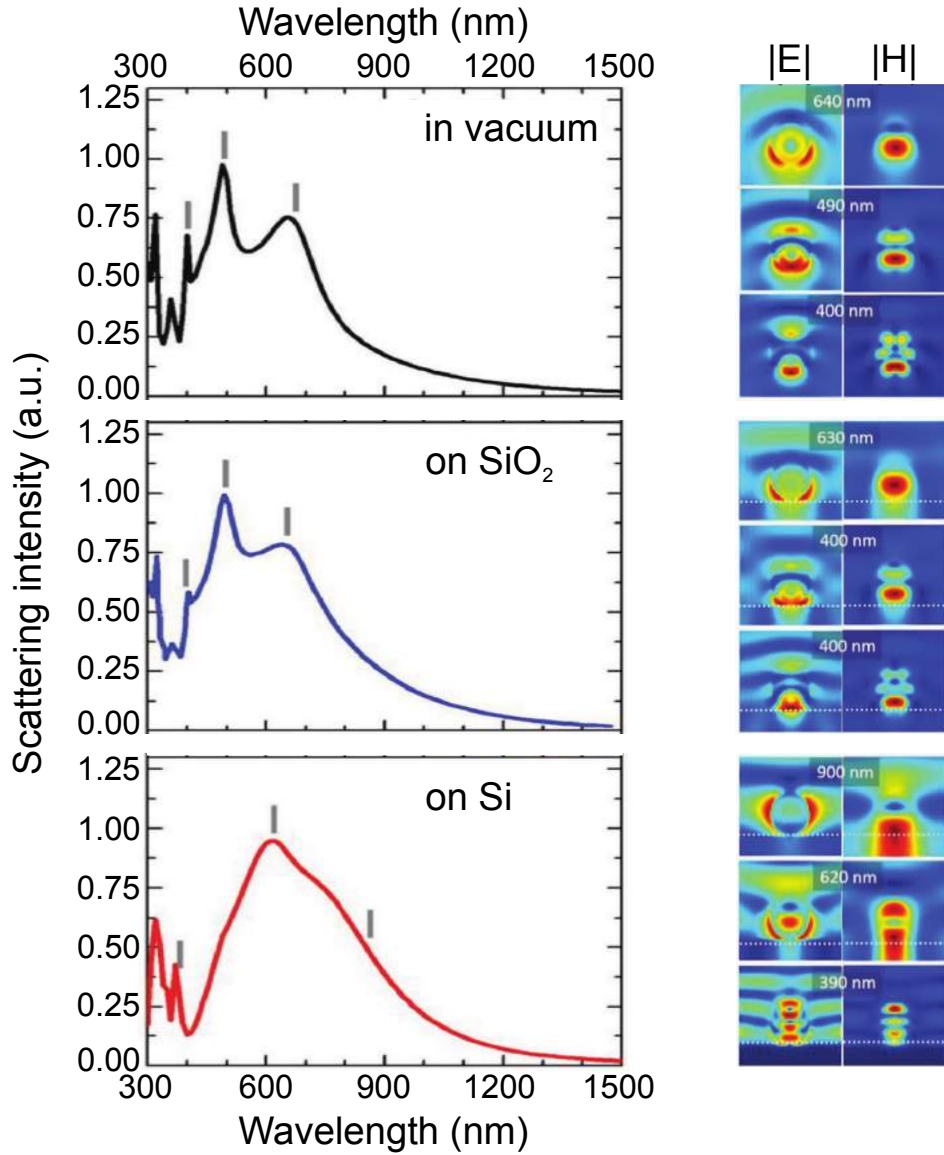 Wavelength (nm)
300 600 900 1200 1500
|E| |H|
1.25
1.00
0.75
0.50
0.25
0.00
in vacuum
640 nm
490 nm
400 nm
Scattering intensity (a.u.)
1.25
1.00
0.75
0.50
0.25
0.00
on SiO₂
630 nm
400 nm
400 nm
1.25
1.00
0.75
0.50
0.25
0.00
on Si
900 nm
620 nm
390 nm
300 600 900 1200 1500
Wavelength (nm)